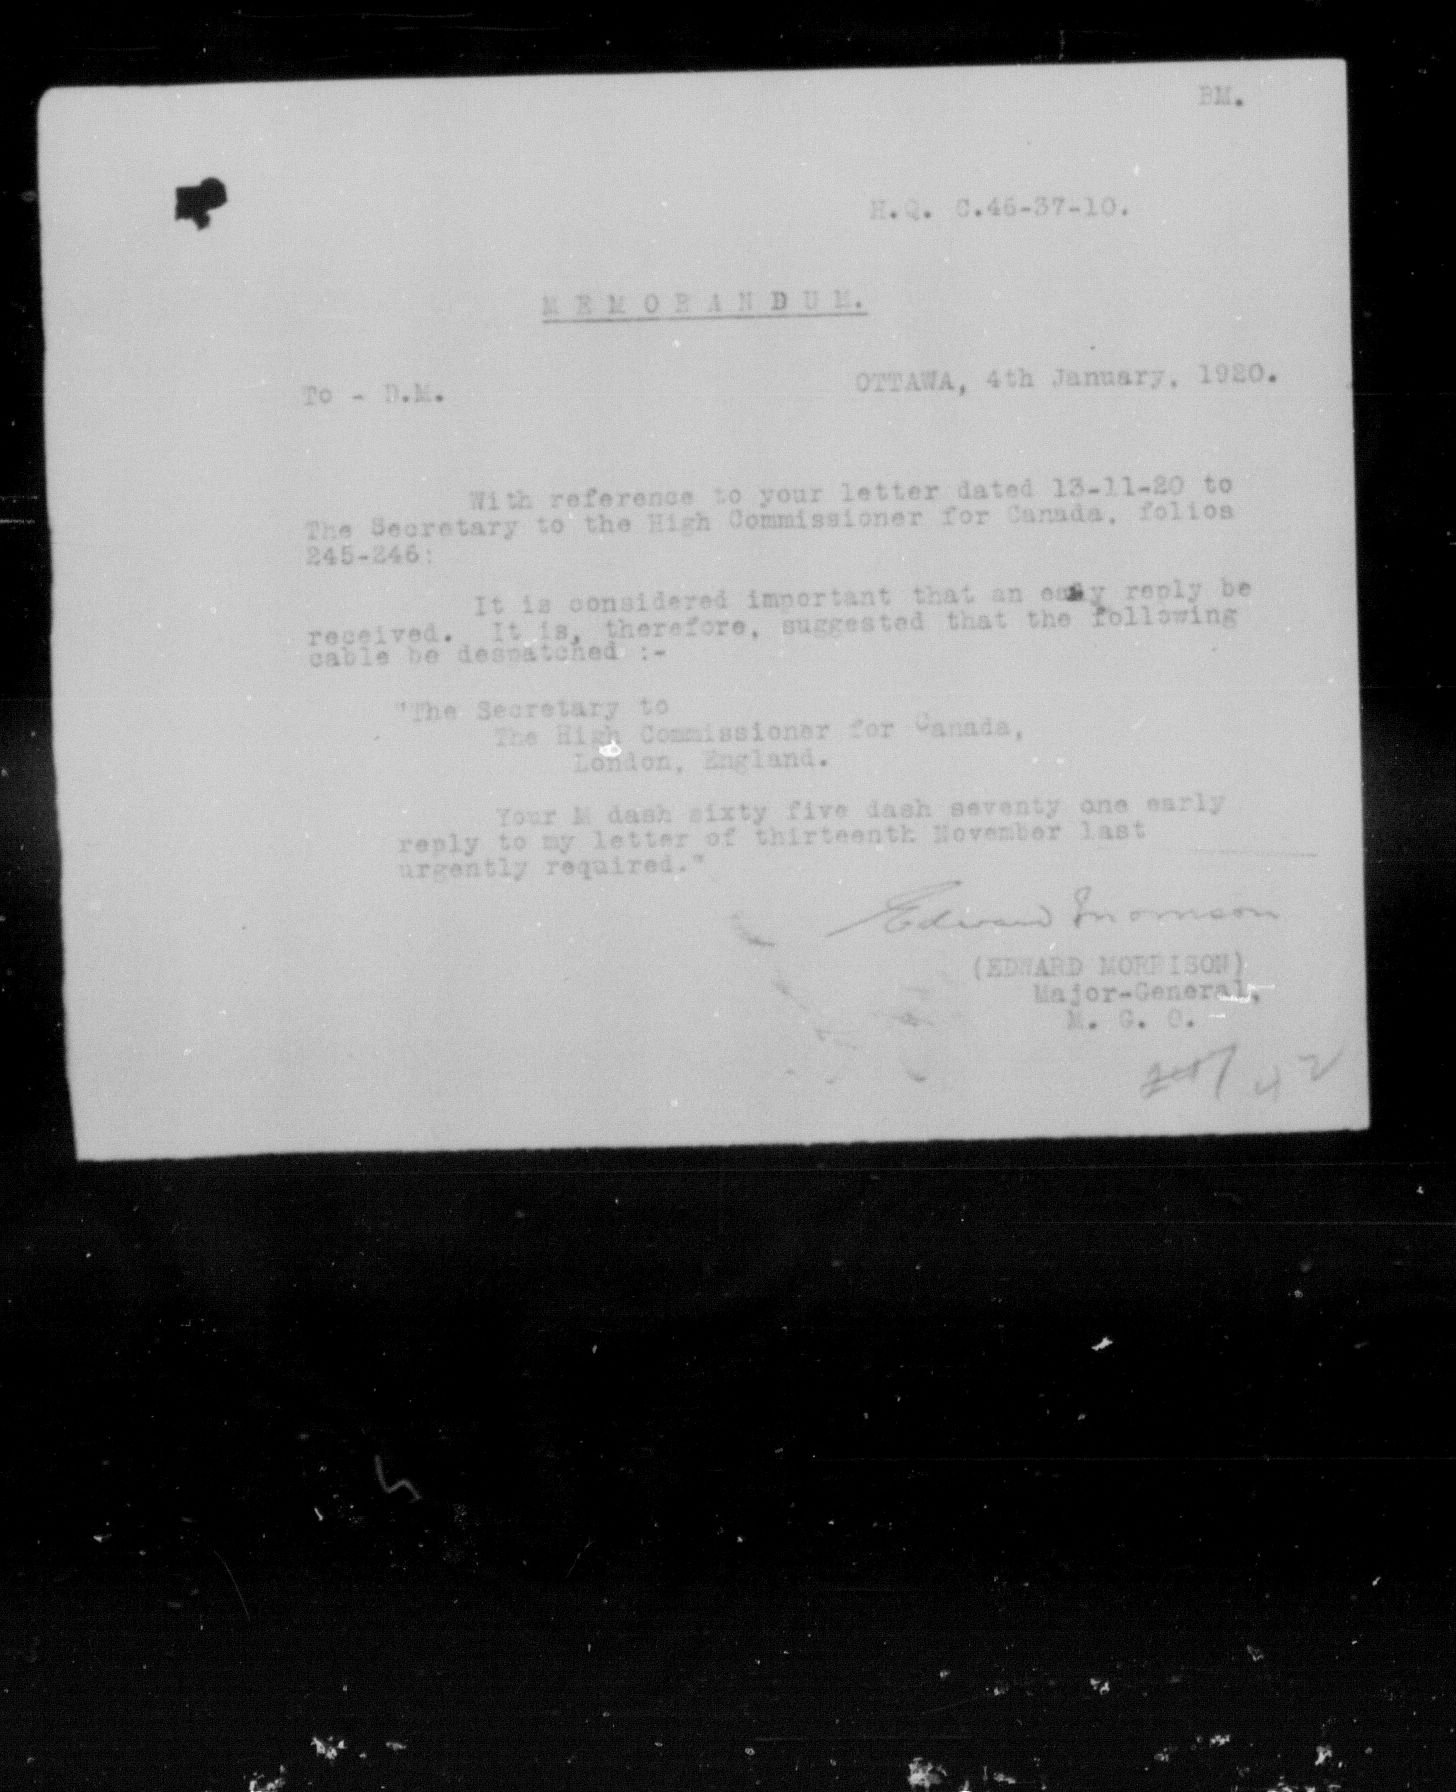 BM.
H.Q. C.46-37-10.
MEMORANDUM.
To - D.M.
OTTAWA, 4th January, 1920.
With reference to your letter dated 13-11-20 to
The Secretary to the High Commissioner for Canada, folios
245-246:
It is considered important that an early reply be
received. It is, therefore, suggested that the following
cable be despatched :-
"The Secretary to
The High Commissioner for Canada,
London, England.
Your M dash sixty five dash seventy one early
reply to my letter of thirteenth November last
urgently required."
Edward Morrison
(EDWARD MORRISON)
Major-General,
M. G. O.